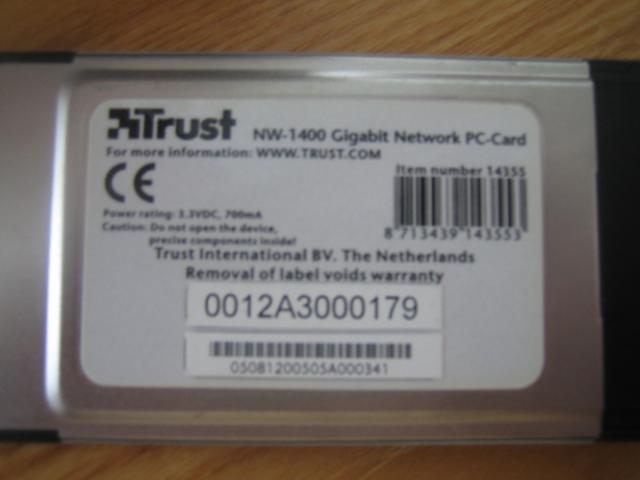 Trust NW-1400 Gigabit Network PC-Card
For more information: WWW.TRUST.COM
Item number 14355
CE
8 713439 143553
Power rating: 3.3VDC, 700mA
Caution: Do not open the device,
precise components inside!
Trust International BV. The Netherlands
Removal of label voids warranty
0012A3000179
05081200505A000341